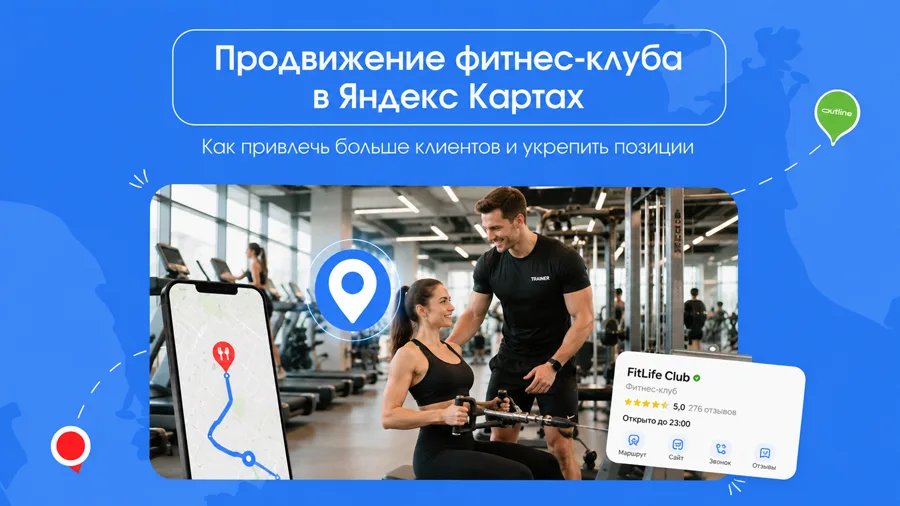 Продвижение фитнес-клуба
в Яндекс Картах
Как привлечь больше клиентов и укрепить позиции
outline
TRAINER
FitLife Club
Фитнес-клуб
5,0 276 отзывов
Открыто до 23:00
Маршрут Сайт Звонок Отзывы